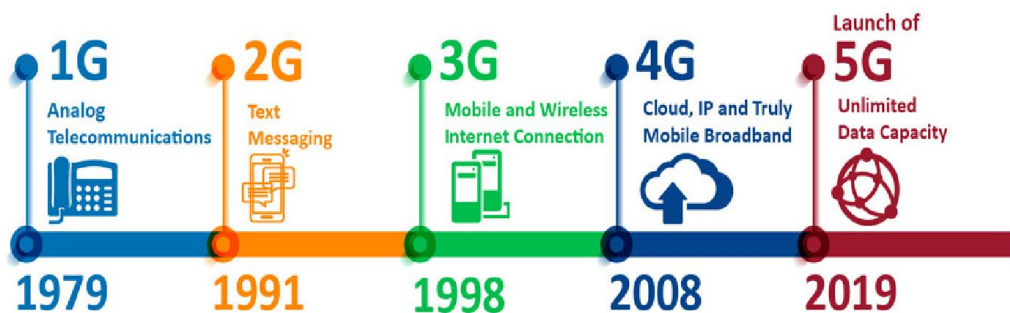 1G
Analog
Telecommunications
1979
2G
Text
Messaging
1991
3G
Mobile and Wireless
Internet Connection
1998
4G
Cloud, IP and Truly
Mobile Broadband
2008
Launch of
5G
Unlimited
Data Capacity
2019